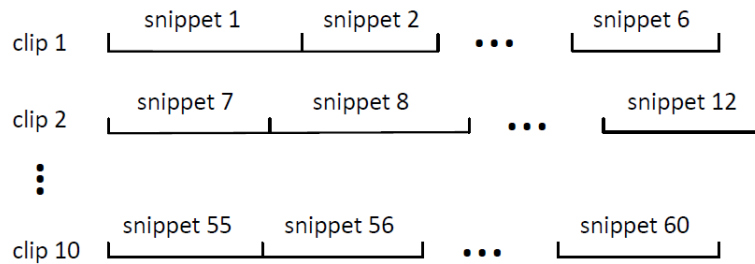 snippet 1 snippet 2 snippet 6
clip 1 ...
snippet 7 snippet 8 snippet 12
clip 2 ...
snippet 55 snippet 56 snippet 60
clip 10 ...